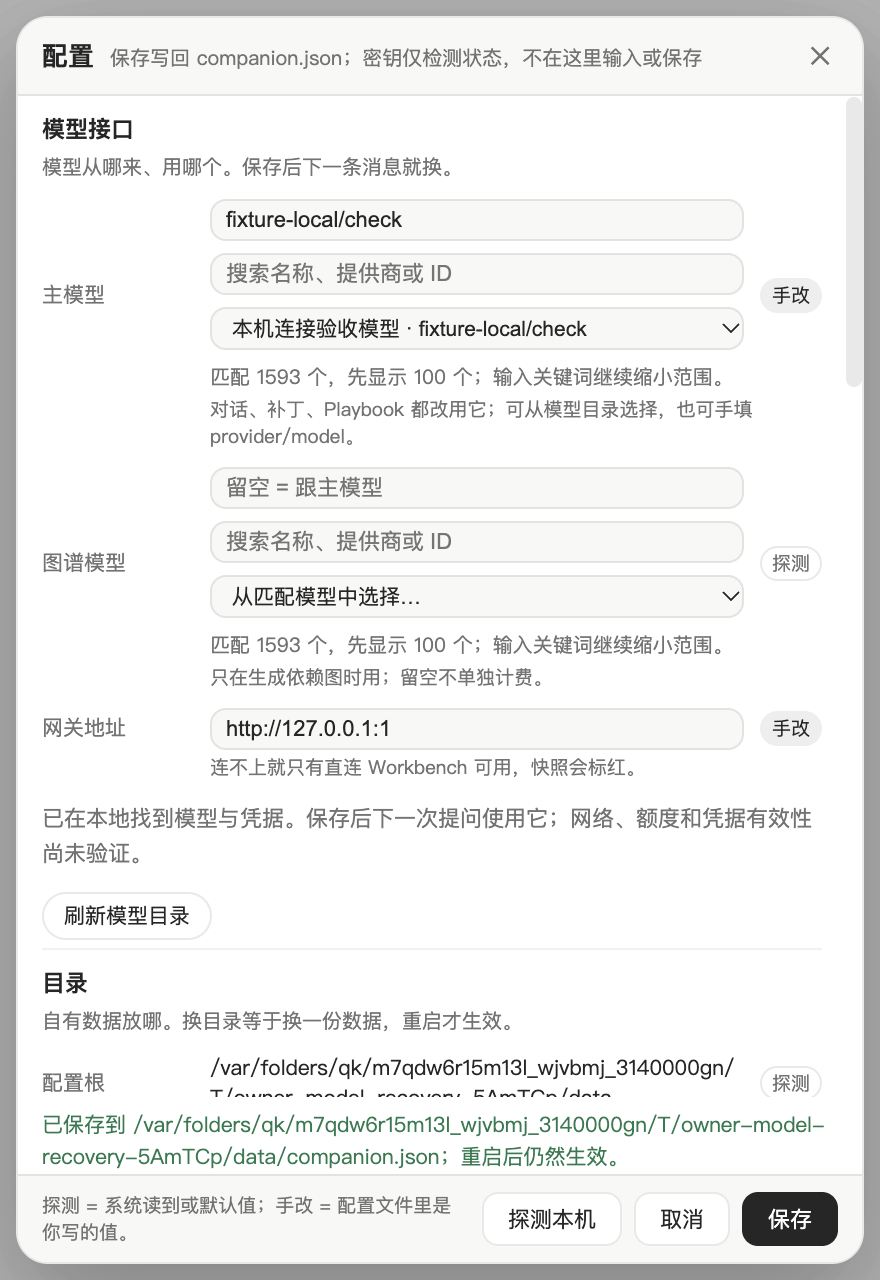 配置 保存写回 companion.json；密钥仅检测状态，不在这里输入或保存
模型接口
模型从哪来、用哪个。保存后下一条消息就换。
fixture-local/check
搜索名称、提供商或 ID
主模型
手改
本机连接验收模型 · fixture-local/check
匹配 1593 个，先显示 100 个；输入关键词继续缩小范围。
对话、补丁、Playbook 都改用它；可从模型目录选择，也可手填
provider/model。
留空 = 跟主模型
搜索名称、提供商或 ID
图谱模型
探测
从匹配模型中选择…
匹配 1593 个，先显示 100 个；输入关键词继续缩小范围。
只在生成依赖图时用；留空不单独计费。
网关地址
http://127.0.0.1:1
手改
连不上就只有直连 Workbench 可用，快照会标红。
已在本地找到模型与凭据。保存后下一次提问使用它；网络、额度和凭据有效性
尚未验证。
刷新模型目录
目录
自有数据放哪。换目录等于换一份数据，重启才生效。
配置根
/var/folders/qk/m7qdw6r15m13l_wjvbmj_3140000gn/
T/owner-model-recovery-5AmTCp/data
探测
已保存到 /var/folders/qk/m7qdw6r15m13l_wjvbmj_3140000gn/T/owner-model-
recovery-5AmTCp/data/companion.json；重启后仍然生效。
探测 = 系统读到或默认值；手改 = 配置文件里是
你写的值。
探测本机
取消
保存